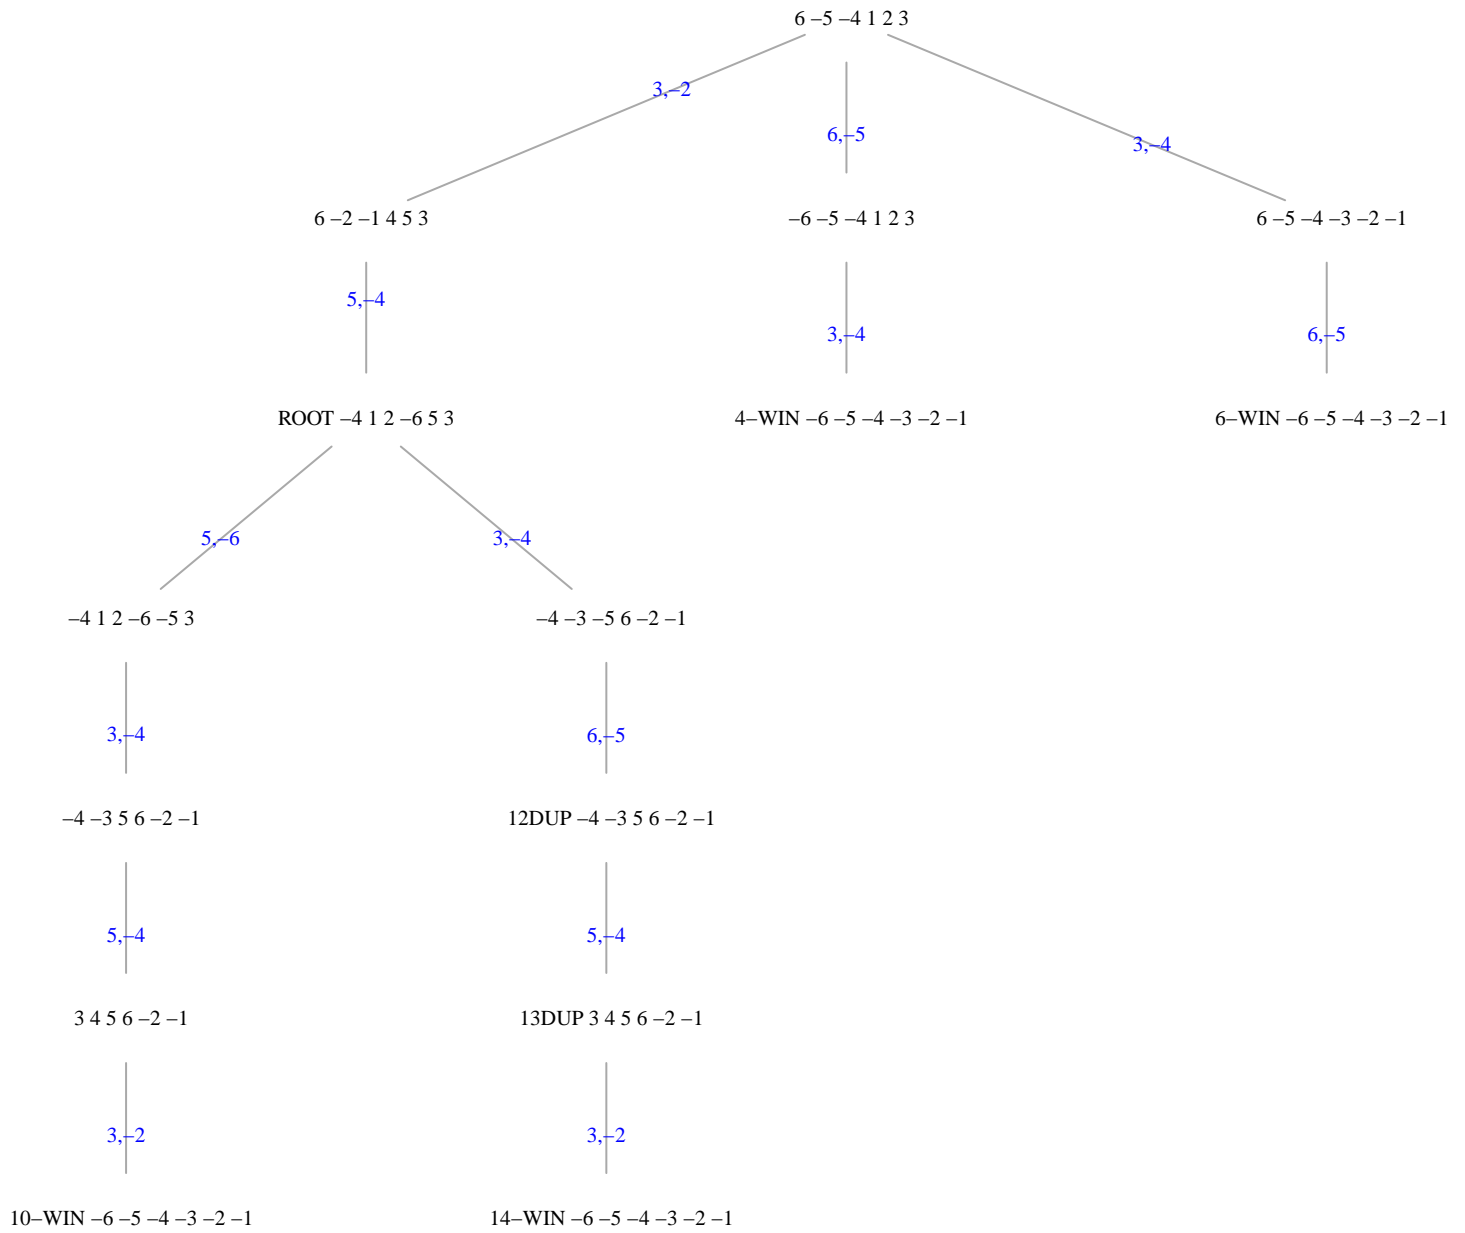 6 –5 –4 1 2 3
3,–2
6,–5
3,–4
6 –2 –1 4 5 3
–6 –5 –4 1 2 3
6 –5 –4 –3 –2 –1
5,–4
3,–4
6,–5
ROOT –4 1 2 –6 5 3
4–WIN –6 –5 –4 –3 –2 –1
6–WIN –6 –5 –4 –3 –2 –1
5,–6
3,–4
–4 1 2 –6 –5 3
–4 –3 –5 6 –2 –1
3,–4
6,–5
–4 –3 5 6 –2 –1
12DUP –4 –3 5 6 –2 –1
5,–4
5,–4
3 4 5 6 –2 –1
13DUP 3 4 5 6 –2 –1
3,–2
3,–2
10–WIN –6 –5 –4 –3 –2 –1
14–WIN –6 –5 –4 –3 –2 –1